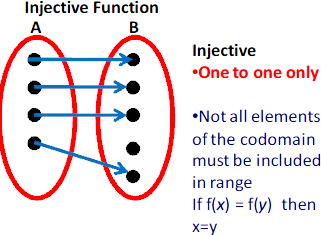 Injective Function
A B
Injective
•One to one only
•Not all elements
of the codomain
must be included
in range
If f(x) = f(y) then
x=y